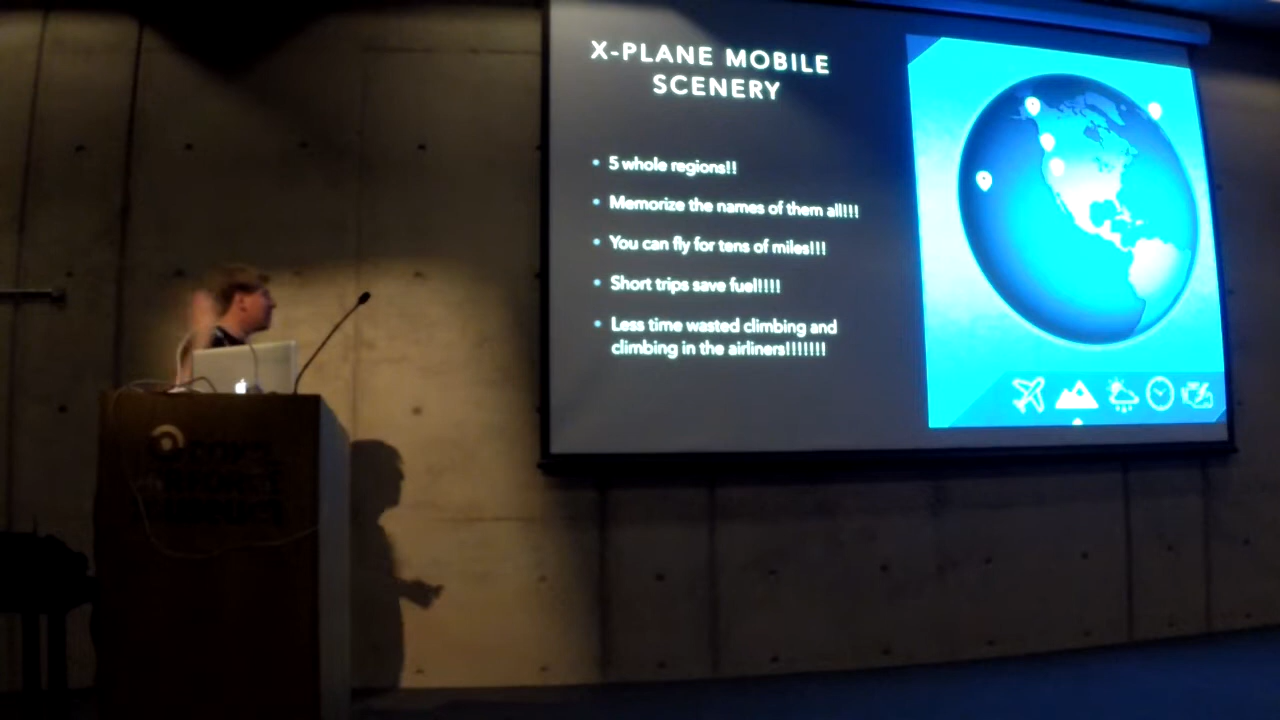 X-PLANE MOBILE
SCENERY
• 5 whole regions!!
• Memorize the names of them all!!!
• You can fly for tens of miles!!!
• Short trips save fuel!!!!
• Less time wasted climbing and
climbing in the airliners!!!!!!!